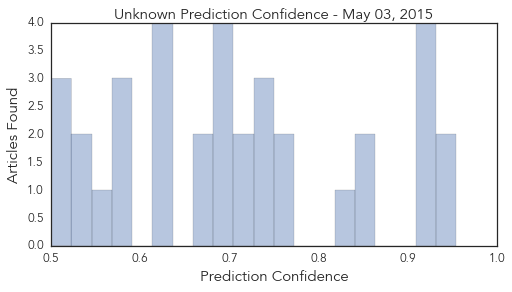 Unknown Prediction Confidence - May 03, 2015
4.0
3.5
3.0
2.5
2.0
1.5
1.0
0.5
0.0
Articles Found
0.5 0.6 0.7 0.8 0.9 1.0
Prediction Confidence